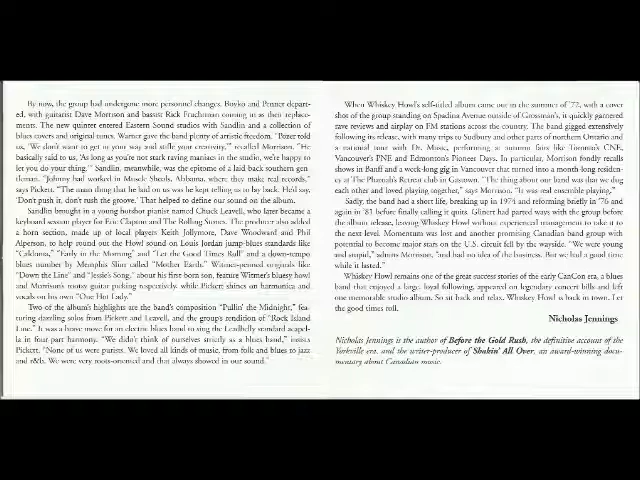 By now, the group had undergone more personnel changes. Boyko and Penner depart-
ed, with guitarist Dave Morrison and bassist Rick Fruchtman coming in as their replace-
ments. The new quintet entered Eastern Sound studios with Sandlin and a collection of
blues covers and original tunes. Warner gave the band plenty of artistic freedom. "Pozer told
us, 'We don't want to get in your way and stifle your creativity,'" recalled Morrison. "He
basically said to us, 'As long as you're not stark raving maniacs in the studio, we're happy to
let you do your thing.'" Sandlin, meanwhile, was the epitome of a laid back southern gen-
tleman. "Johnny had worked in Muscle Shoals, Alabama, where they make real records,"
says Pickett. "The main thing that he laid on us was he kept telling us to lay back. He'd say,
'Don't push it, don't rush the groove.' That helped to define our sound on the album.
Sandlin brought in a young hotshot pianist named Chuck Leavell, who later became a
keyboard session player for Eric Clapton and The Rolling Stones. The producer also added
a horn section, made up of local players Keith Jollymore, Dave Woodward and Phil
Alperson, to help round out the Howl sound on Louis Jordan jump-blues standards like
"Caldonia," "Early in the Morning" and "Let the Good Times Roll" and a down-tempo
blues number by Memphis Slim called "Mother Earth." Witmer-penned originals like
"Down the Line" and "Jessie's Song," about his first born son, feature Witmer's bluesy howl
and Morrison's rootsy guitar picking respectively, while Pickett shines on harmonica and
vocals on his own "One Hot Lady."
Two of the album's highlights are the band's composition "Pullin' the Midnight," fea-
turing dazzling solos from Pickett and Leavell, and the group's rendition of "Rock Island
Line." It was a brave move for an electric blues band to sing the Leadbelly standard acapel-
la in four part harmony. "We didn't think of ourselves strictly as a blues band," insists
Pickett. "None of us were purists. We loved all kinds of music, from folk and blues to jazz
and r&b. We were very roots-oriented and that always showed in our sound."
When Whiskey Howl's self-titled album came out in the summer of '72, with a cover
shot of the group standing on Spadina Avenue outside of Grossman's, it quickly garnered
rave reviews and airplay on FM stations across the country. The band gigged extensively
following its release, with many trips to Sudbury and other parts of northern Ontario and
a national tour with Dr. Music, performing at autumn fairs like Toronto's CNE,
Vancouver's PNE and Edmonton's Pioneer Days. In particular, Morrison fondly recalls
shows in Banff and a week-long gig in Vancouver that turned into a month-long residen-
cy at The Pharaoh's Retreat club in Gastown. "The thing about our band was that we dug
each other and loved playing together," says Morrison. "It was real ensemble playing."
Sadly, the band had a short life, breaking up in 1974 and reforming briefly in '76 and
again in '81 before finally calling it quits. Glinert had parted ways with the group before
the album release, leaving Whiskey Howl without experienced management to take it to
the next level. Momentum was lost and another promising Canadian band group with
potential to become major stars on the U.S. circuit fell by the wayside. "We were young
and stupid," admits Morrison, "and had no idea of the business. But we had a good time
while it lasted."
Whiskey Howl remains one of the great success stories of the early CanCon era, a blues
band that enjoyed a large, loyal following, appeared on legendary concert bills and left
one memorable studio album. So sit back and relax. Whiskey Howl is back in town. Let
the good times roll.
Nicholas Jennings
Nicholas Jennings is the author of Before the Gold Rush, the definitive account of the
Yorkville era, and the writer-producer of Shakin' All Over, an award-winning docu-
mentary about Canadian music.